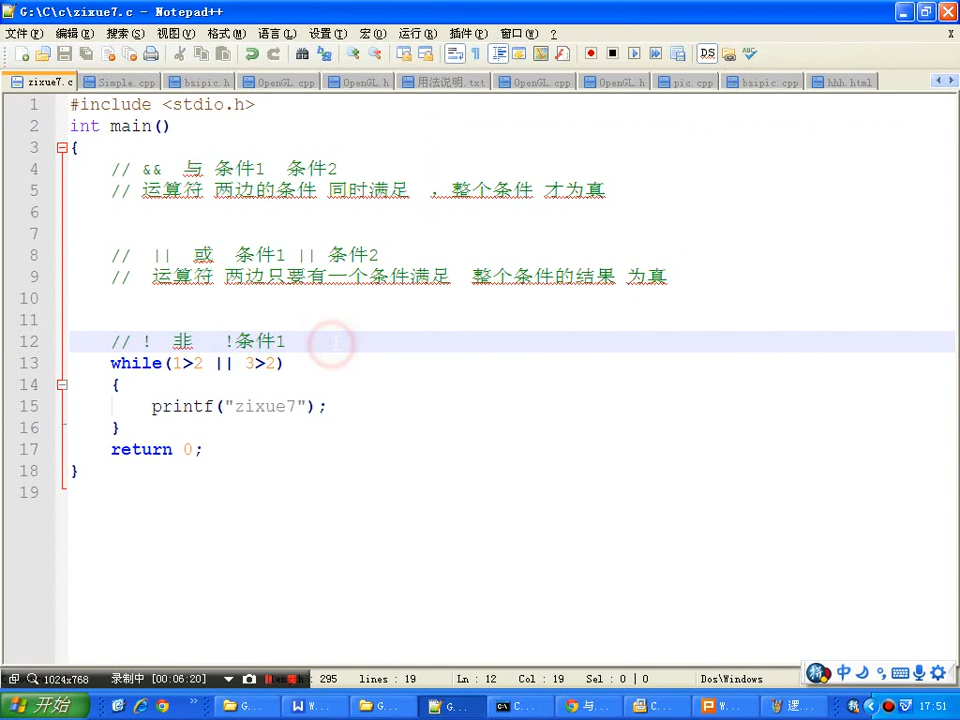 G:\C\c\zixue7.c - Notepad++
文件(F) 编辑(E) 搜索(S) 视图(V) 格式(M) 语言(L) 设置(T) 宏(O) 运行(R) 插件(P) 窗口(W) ? X
zixue7.c Simple.cpp bsipic.h OpenGL.cpp OpenGL.h 用法说明.txt OpenGL.cpp OpenGL.h pic.cpp bsipic.cpp hhh.html
1 #include <stdio.h>
2 int main()
3 {
4 // && 与 条件1 条件2
5 // 运算符 两边的条件 同时满足 ，整个条件 才为真
6
7
8 // || 或 条件1 || 条件2
9 // 运算符 两边只要有一个条件满足 整个条件的结果 为真
10
11
12 // ! 非 !条件1
13 while(1>2 || 3>2)
14 {
15 printf("zixue7");
16 }
17 return 0;
18 }
19
1024x768 录制中 [00:06:20] 295 lines : 19 Ln : 12 Col : 19 Sel : 0 | 0 Dos\Windows 中
开始 G... W... G... G... C... 与... C... W... 逻... 17:51